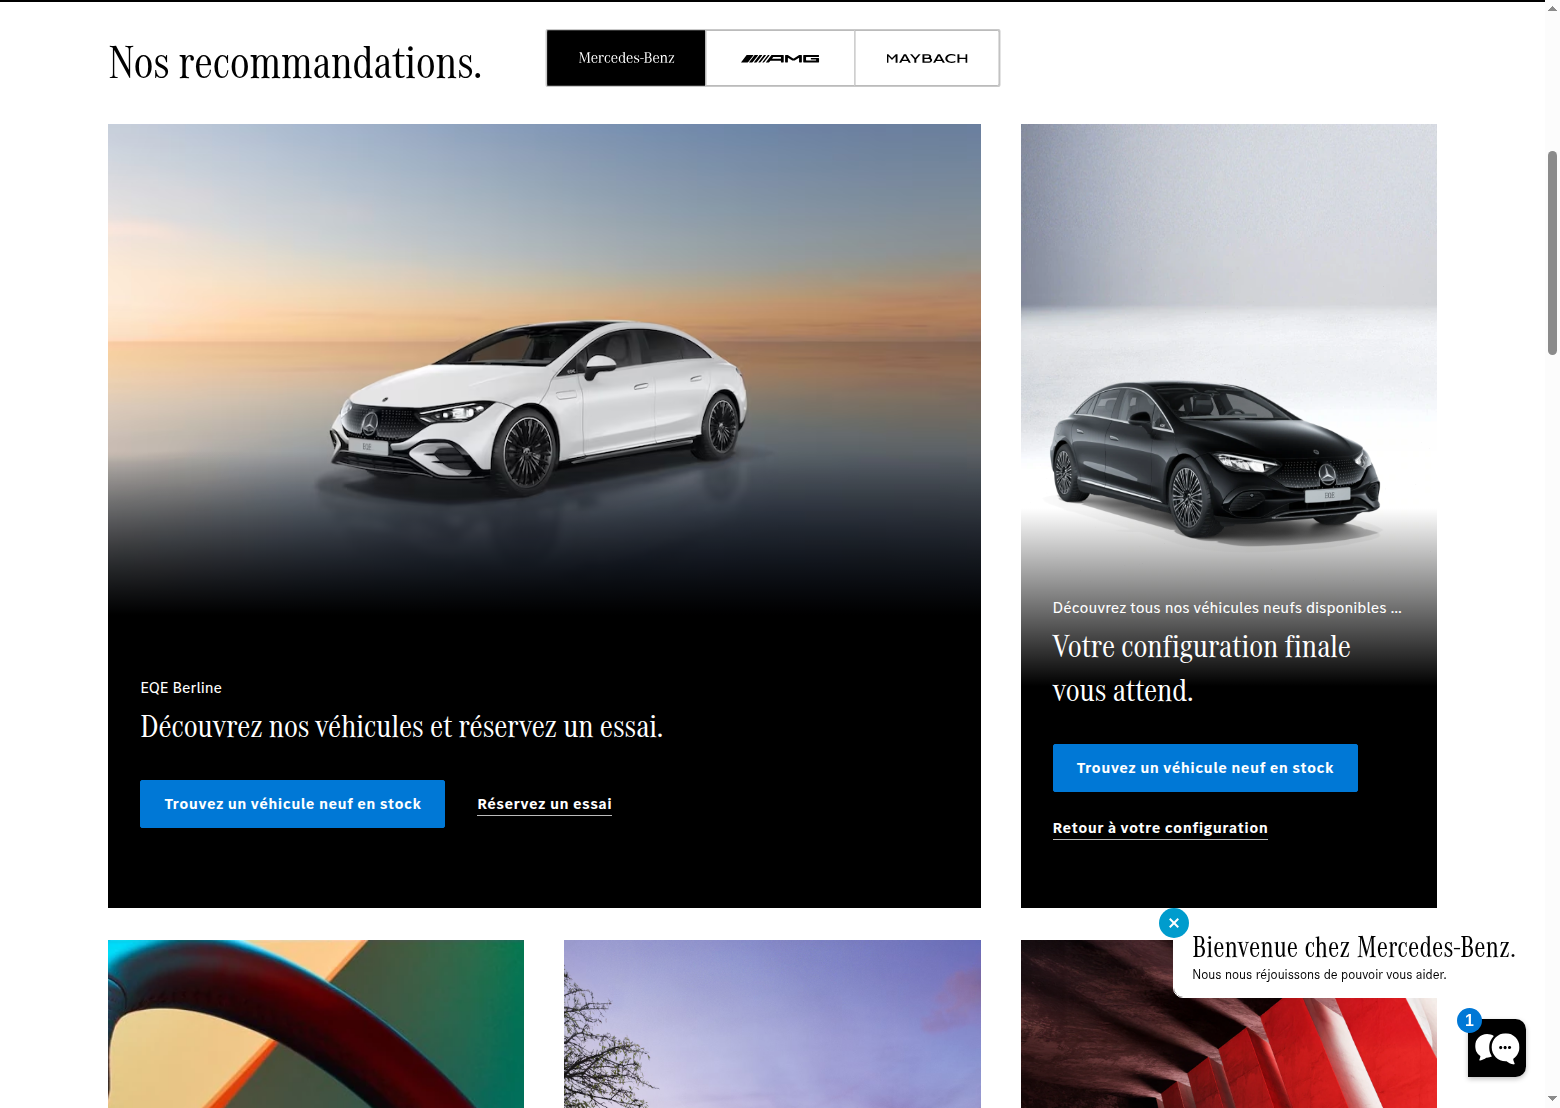 Nos recommandations.
Mercedes-Benz
AMG
MAYBACH
EQE
EQE
EQE Berline
Découvrez nos véhicules et réservez un essai.
Trouvez un véhicule neuf en stock
Réservez un essai
Découvrez tous nos véhicules neufs disponibles ...
Votre configuration finale
vous attend.
Trouvez un véhicule neuf en stock
Retour à votre configuration
Bienvenue chez Mercedes-Benz.
Nous nous réjouissons de pouvoir vous aider.
1